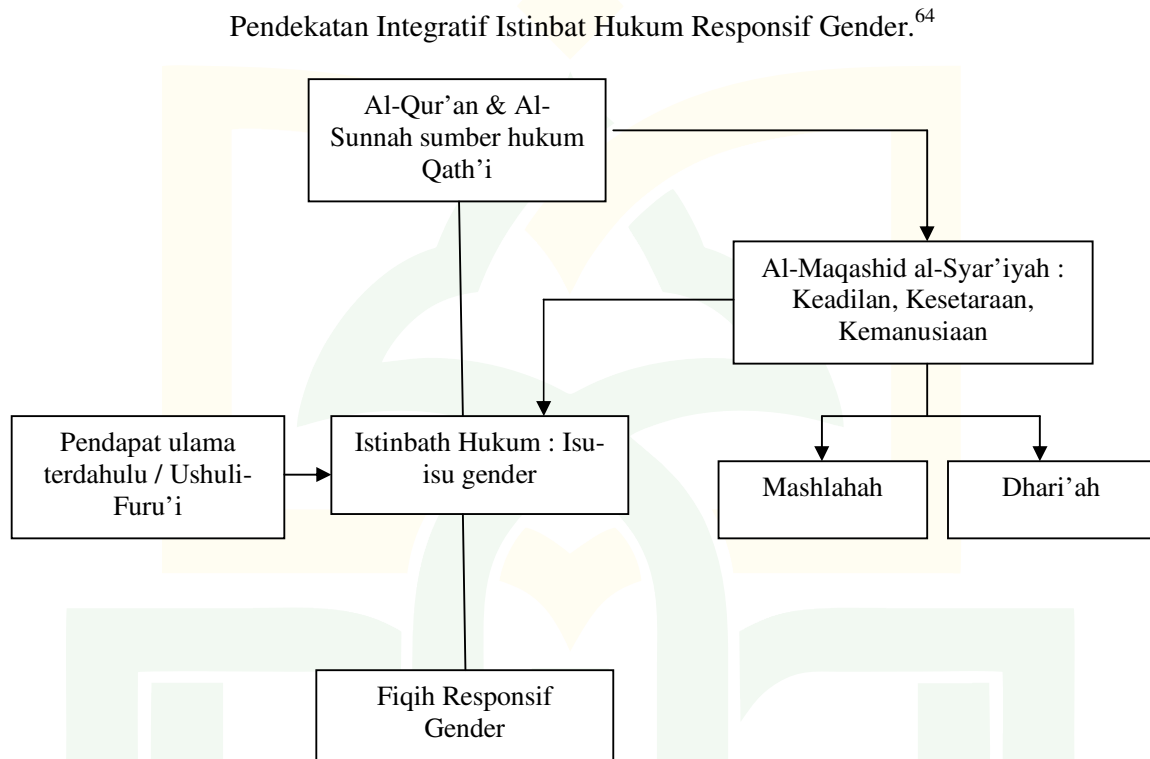 Pendekatan Integratif Istinbat Hukum Responsif Gender.64
Al-Qur’an & Al-
Sunnah sumber hukum
Qath’i
Al-Maqashid al-Syar’iyah :
Keadilan, Kesetaraan,
Kemanusiaan
Pendapat ulama
terdahulu / Ushuli-
Furu’i
Istinbath Hukum : Isu-
isu gender
Mashlahah
Dhari’ah
Fiqih Responsif
Gender